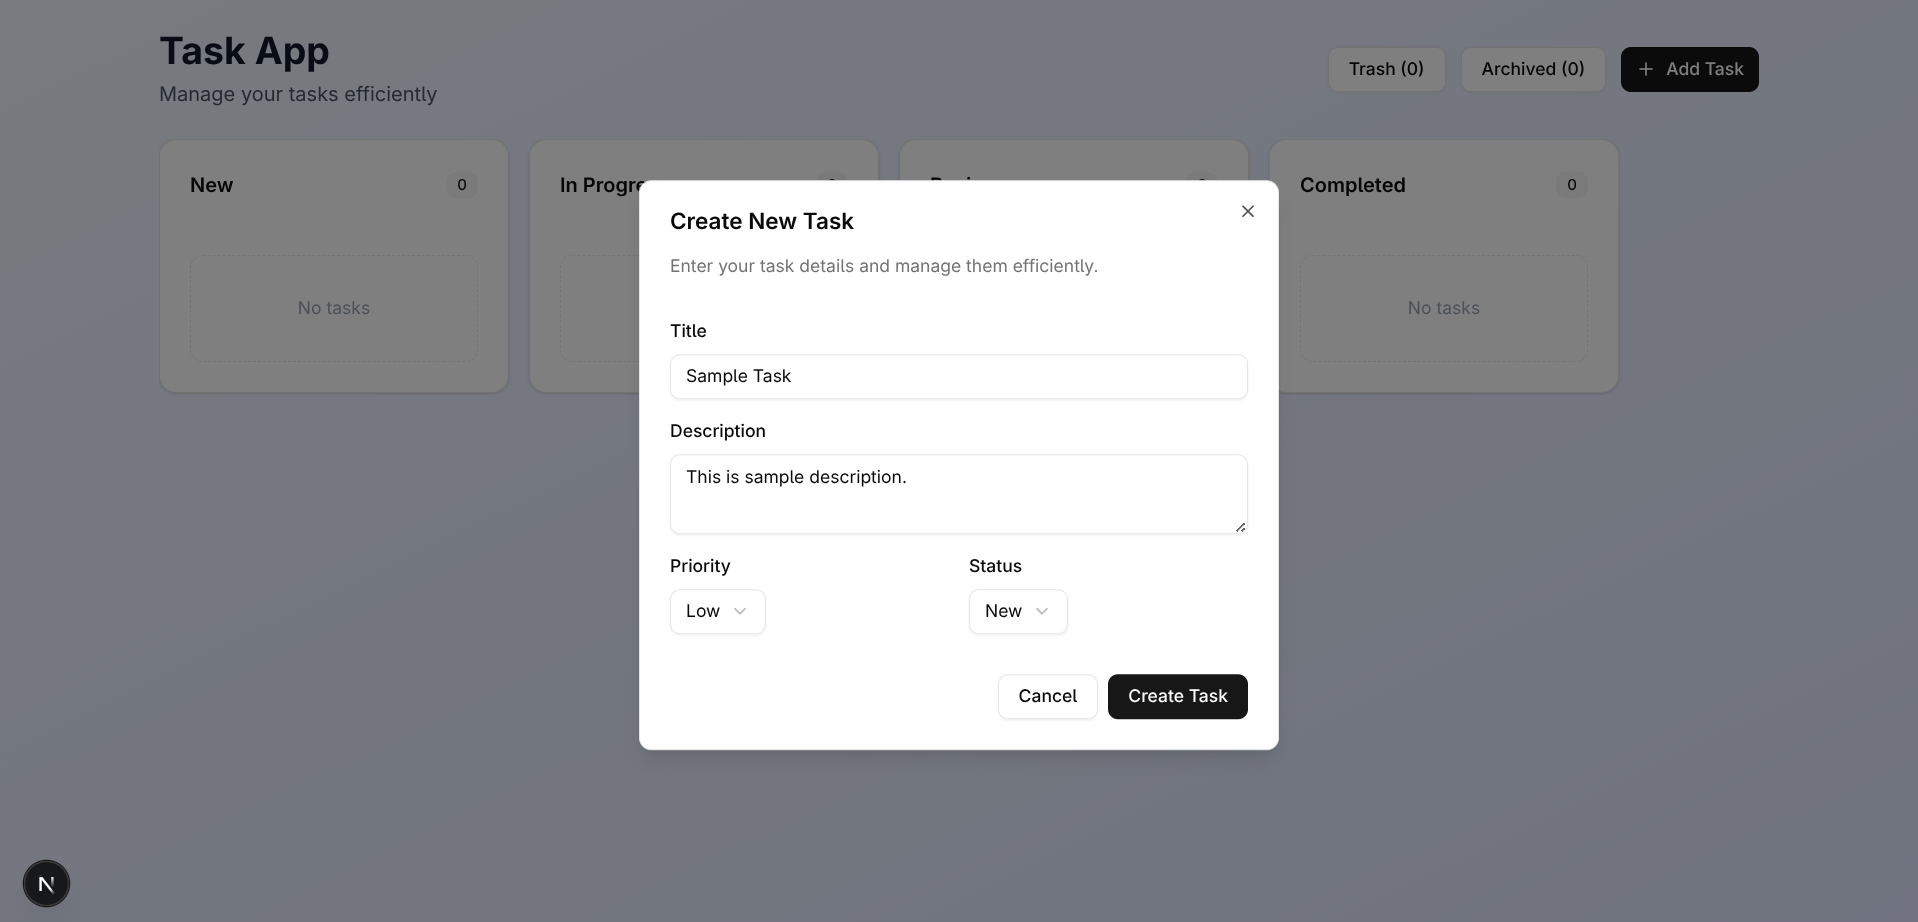 Task App
Manage your tasks efficiently
Trash (0)
Archived (0)
Add Task
New
0
In Progre
Completed
0
No tasks
No tasks
Create New Task
Enter your task details and manage them efficiently.
Title
Sample Task
Description
This is sample description.
Priority
Status
Low
New
Cancel
Create Task
N